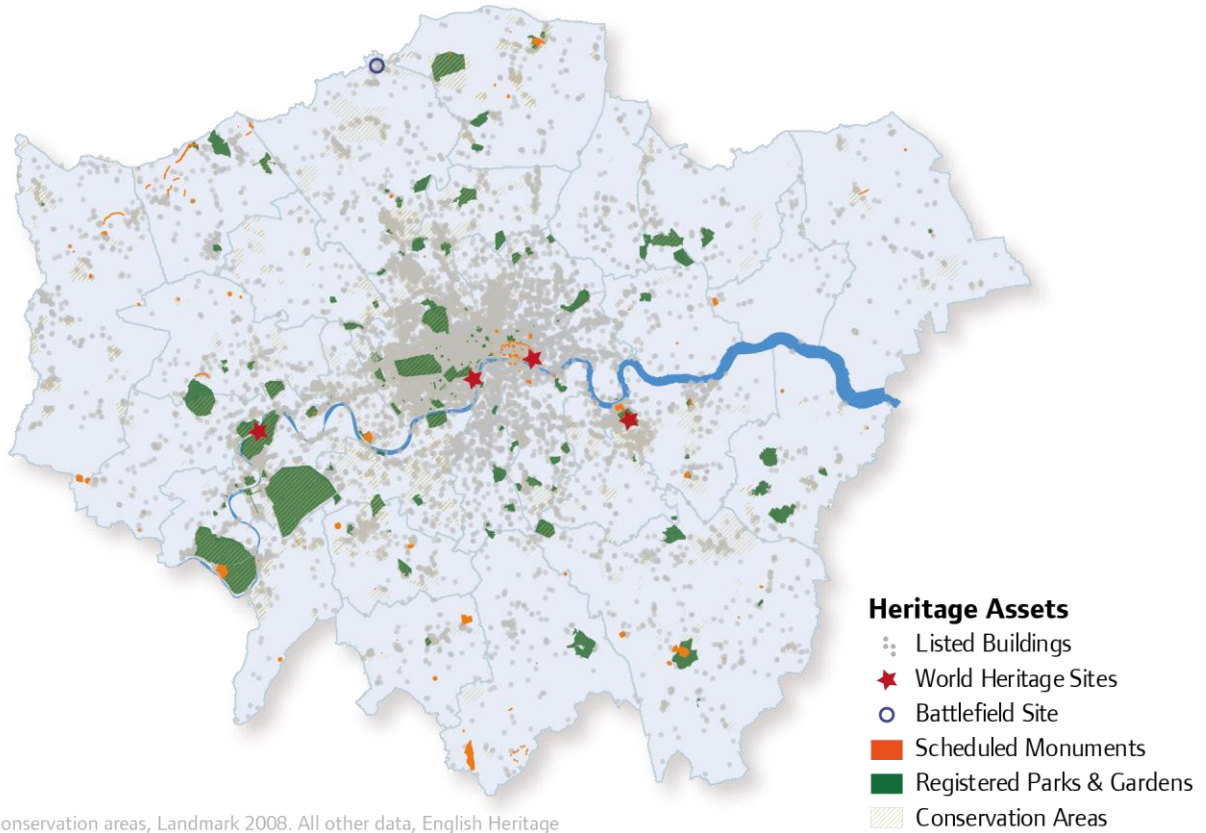 Heritage Assets
Listed Buildings
World Heritage Sites
Battlefield Site
Scheduled Monuments
Registered Parks & Gardens
Conservation Areas
onservation areas, Landmark 2008. All other data, English Heritage